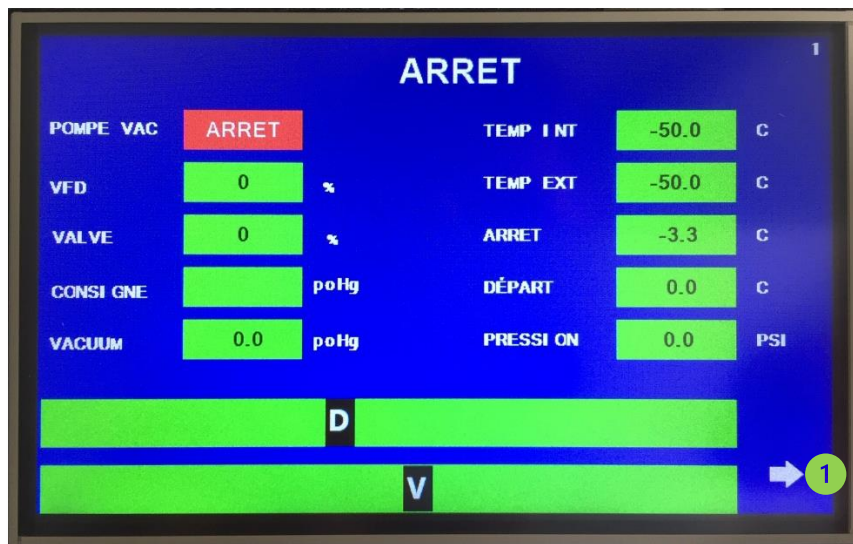 1
ARRET
POMPE VAC ARRET TEMP INT -50.0 C
VFD 0 % TEMP EXT -50.0 C
VALVE 0 % ARRET -3.3 C
CONSIGNE poHg DÉPART 0.0 C
VACUUM 0.0 poHg PRESSION 0.0 PSI
D
V
1